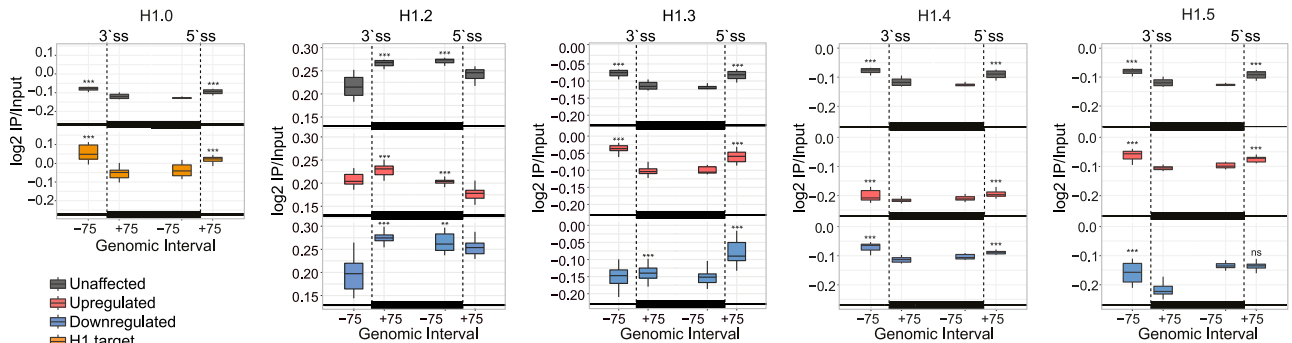 H1.0
3`ss 5`ss
log2 IP/Input
0.1
0.0
−0.1
−0.2
***
***
0.1
0.0
−0.1
−0.2
***
***
−75 +75 −75 +75
Genomic Interval
Unaffected
Upregulated
Downregulated
H1 target
H1.2
3`ss 5`ss
log2 IP/Input
0.30
0.25
0.20
0.15
***
***
0.30
0.25
0.20
0.15
***
***
0.30
0.25
0.20
0.15
***
**
−75 +75 −75 +75
Genomic Interval
H1.3
3`ss 5`ss
log2 IP/Input
0.00
−0.05
−0.10
−0.15
−0.20
***
***
0.00
−0.05
−0.10
−0.15
−0.20
***
***
0.00
−0.05
−0.10
−0.15
−0.20
***
***
−75 +75 −75 +75
Genomic Interval
H1.4
3`ss 5`ss
log2 IP/Input
0.0
−0.1
−0.2
***
***
0.0
−0.1
−0.2
***
***
0.0
−0.1
−0.2
***
***
−75 +75 −75 +75
Genomic Interval
H1.5
3`ss 5`ss
log2 IP/Input
0.0
−0.1
−0.2
***
***
0.0
−0.1
−0.2
***
***
0.0
−0.1
−0.2
***
ns
−75 +75 −75 +75
Genomic Interval